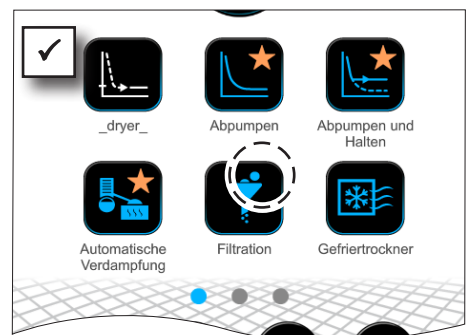 _dryer_
Abpumpen
Abpumpen und
Halten
Automatische
Verdampfung
Filtration
Gefriertrockner